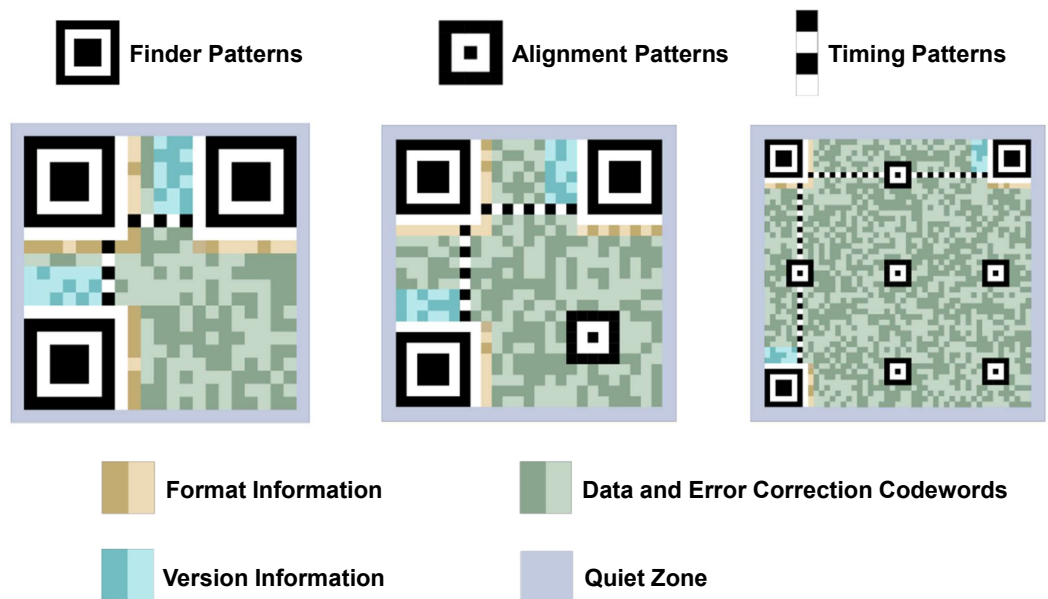 Finder Patterns
Alignment Patterns
Timing Patterns
Format Information
Data and Error Correction Codewords
Version Information
Quiet Zone